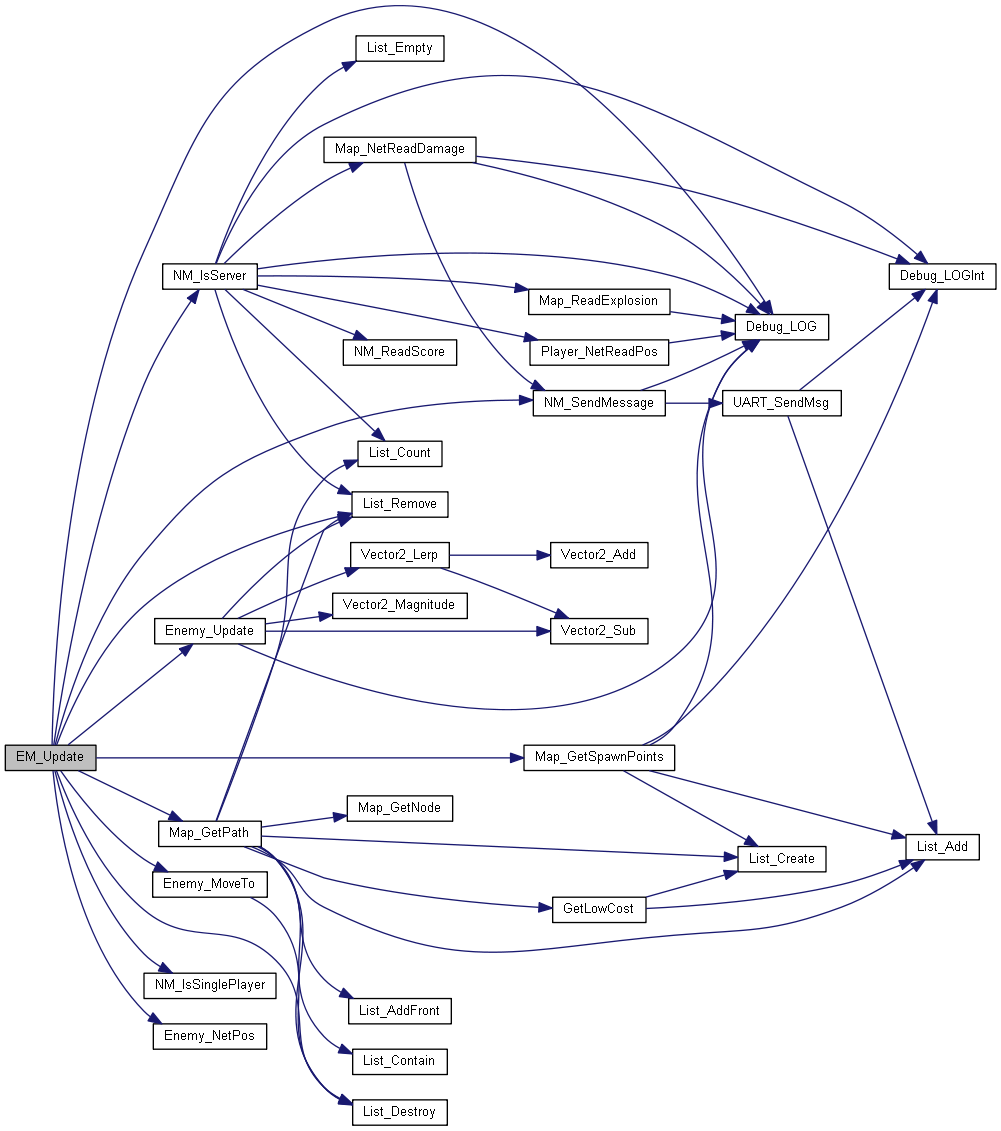 List_Empty
Map_NetReadDamage
NM_IsServer
Debug_LOGInt
Map_ReadExplosion
Debug_LOG
NM_ReadScore
Player_NetReadPos
NM_SendMessage
UART_SendMsg
List_Count
List_Remove
Vector2_Lerp
Vector2_Add
Vector2_Magnitude
Enemy_Update
Vector2_Sub
EM_Update
Map_GetSpawnPoints
Map_GetNode
Map_GetPath
List_Add
List_Create
Enemy_MoveTo
GetLowCost
NM_IsSinglePlayer
List_AddFront
Enemy_NetPos
List_Contain
List_Destroy